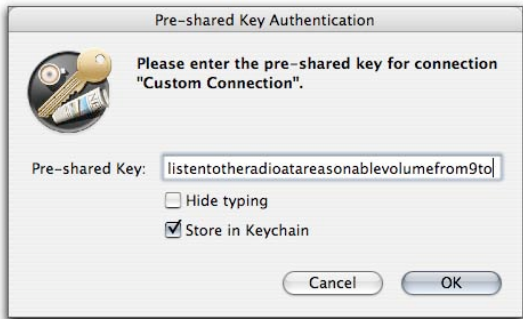 Pre-shared Key Authentication
Please enter the pre-shared key for connection
"Custom Connection".
Pre-shared Key: listentotheradioatareasonablevolumefrom9to
Hide typing
Store in Keychain
Cancel OK